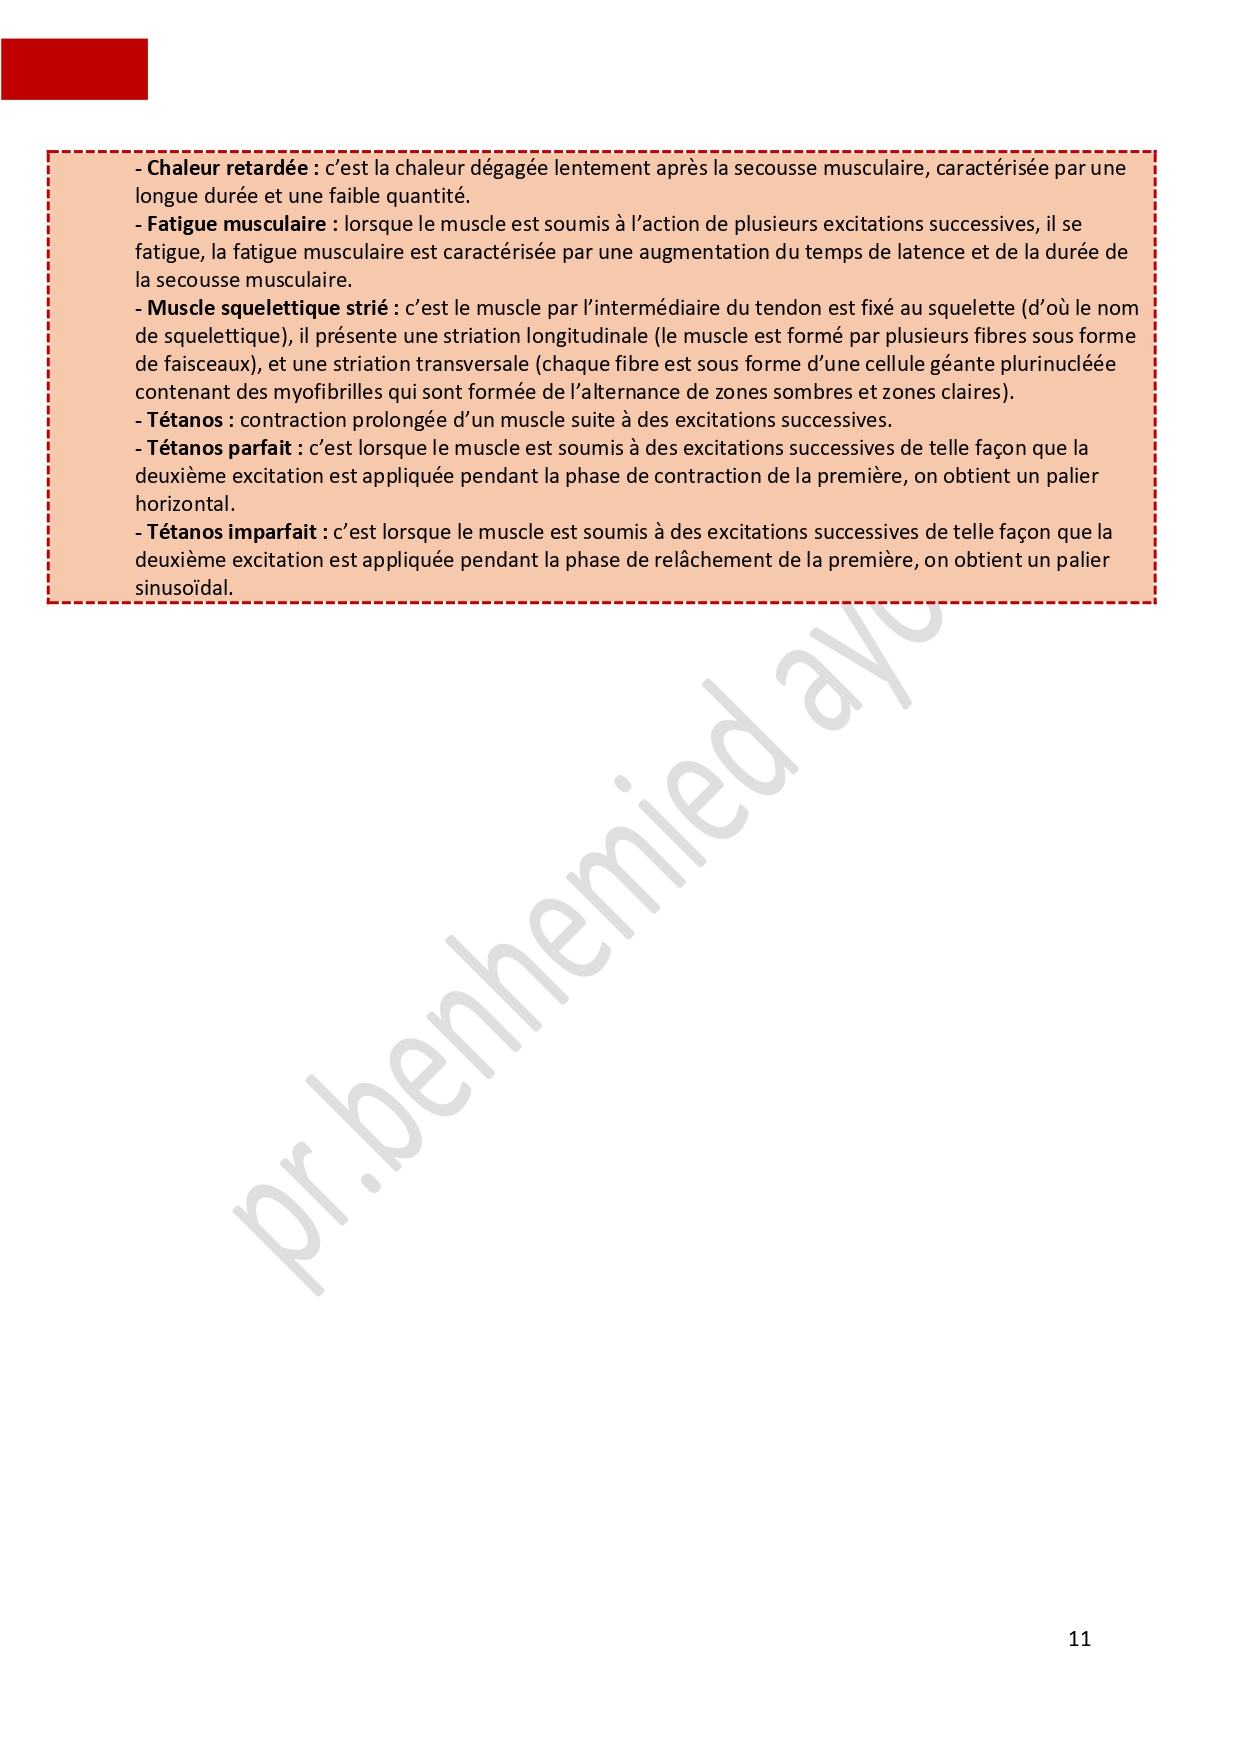 - Chaleur retardée : c’est la chaleur dégagée lentement après la secousse musculaire, caractérisée par une
longue durée et une faible quantité.
- Fatigue musculaire : lorsque le muscle est soumis à l’action de plusieurs excitations successives, il se
fatigue, la fatigue musculaire est caractérisée par une augmentation du temps de latence et de la durée de
la secousse musculaire.
- Muscle squelettique strié : c’est le muscle par l’intermédiaire du tendon est fixé au squelette (d’où le nom
de squelettique), il présente une striation longitudinale (le muscle est formé par plusieurs fibres sous forme
de faisceaux), et une striation transversale (chaque fibre est sous forme d’une cellule géante plurinucléée
contenant des myofibrilles qui sont formée de l’alternance de zones sombres et zones claires).
- Tétanos : contraction prolongée d’un muscle suite à des excitations successives.
- Tétanos parfait : c’est lorsque le muscle est soumis à des excitations successives de telle façon que la
deuxième excitation est appliquée pendant la phase de contraction de la première, on obtient un palier
horizontal.
- Tétanos imparfait : c’est lorsque le muscle est soumis à des excitations successives de telle façon que la
deuxième excitation est appliquée pendant la phase de relâchement de la première, on obtient un palier
sinusoïdal.
pr.benhemied
11